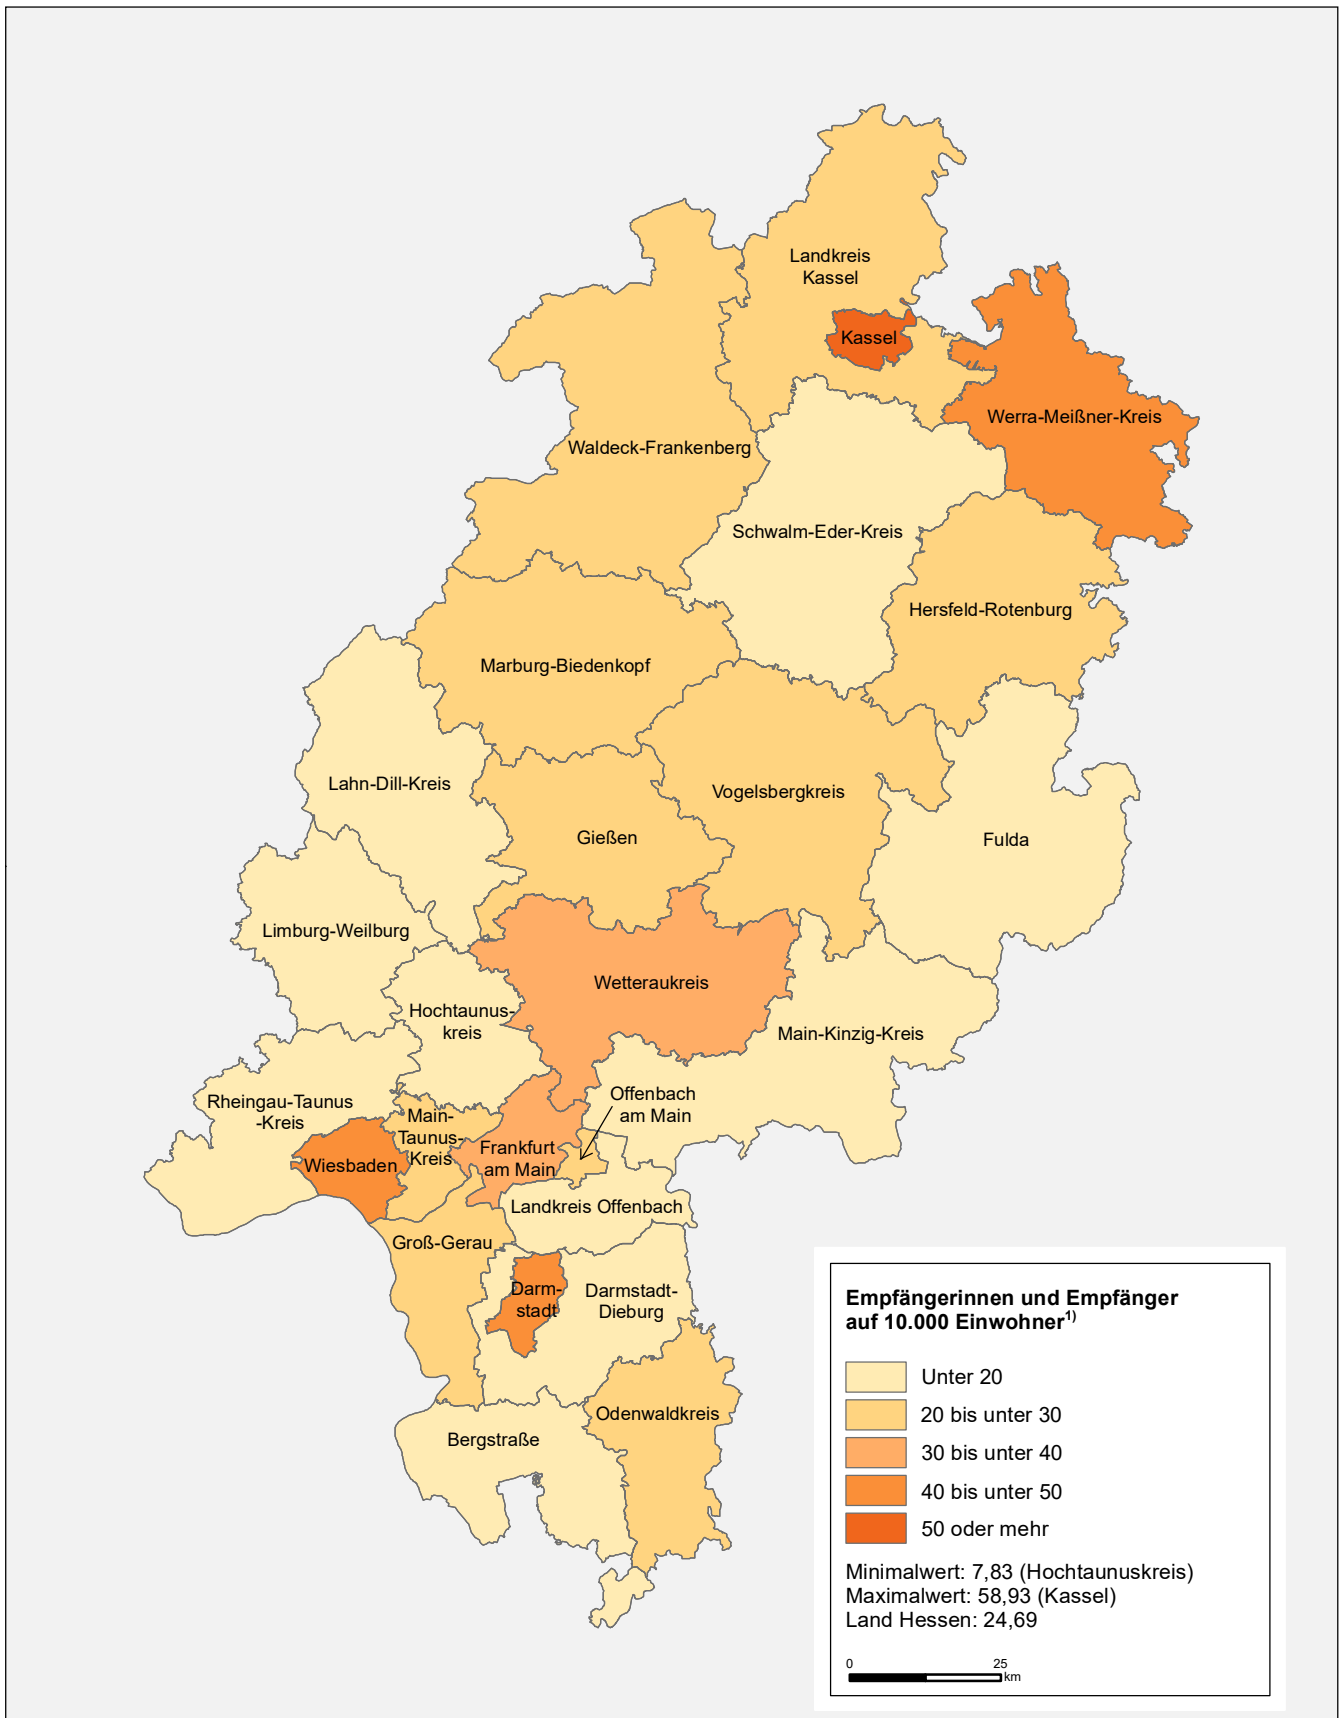 Landkreis
Kassel
Kassel
Werra-Meißner-Kreis
Waldeck-Frankenberg
Schwalm-Eder-Kreis
Hersfeld-Rotenburg
Marburg-Biedenkopf
Lahn-Dill-Kreis
Vogelsbergkreis
Gießen
Fulda
Limburg-Weilburg
Wetteraukreis
Hochtaunus-
kreis
Main-Kinzig-Kreis
Offenbach
am Main
Rheingau-Taunus
-Kreis
Main-
Taunus-
Kreis
Wiesbaden
Frankfurt
am Main
Landkreis Offenbach
Groß-Gerau
Darm-
stadt
Darmstadt-
Dieburg
Odenwaldkreis
Bergstraße
Empfängerinnen und Empfänger
auf 10.000 Einwohner1)
Unter 20
20 bis unter 30
30 bis unter 40
40 bis unter 50
50 oder mehr
Minimalwert: 7,83 (Hochtaunuskreis)
Maximalwert: 58,93 (Kassel)
Land Hessen: 24,69
0 25
km